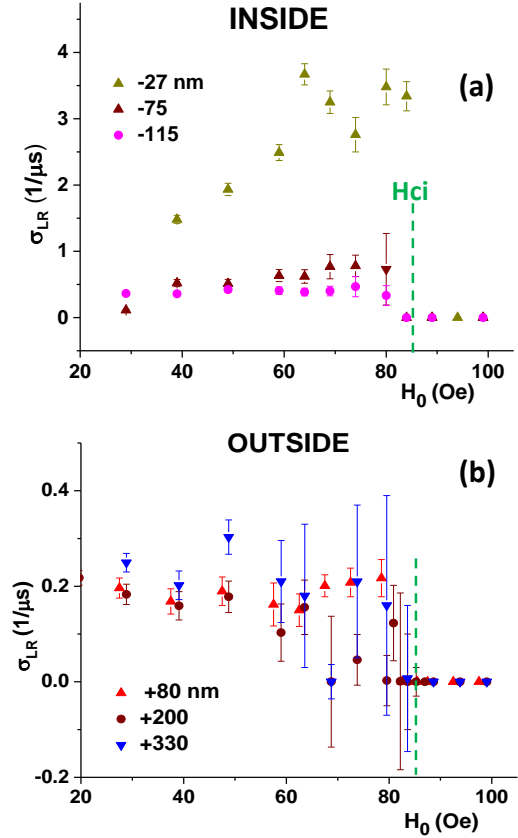 INSIDE
(a)
-27 nm
-75
-115
Hci
σLR (1/μs)
4
3
2
1
0
20 40 60 80 100
H0 (Oe)
OUTSIDE
(b)
σLR (1/μs)
0.4
0.2
0.0
-0.2
+80 nm
+200
+330
20 40 60 80 100
H0 (Oe)